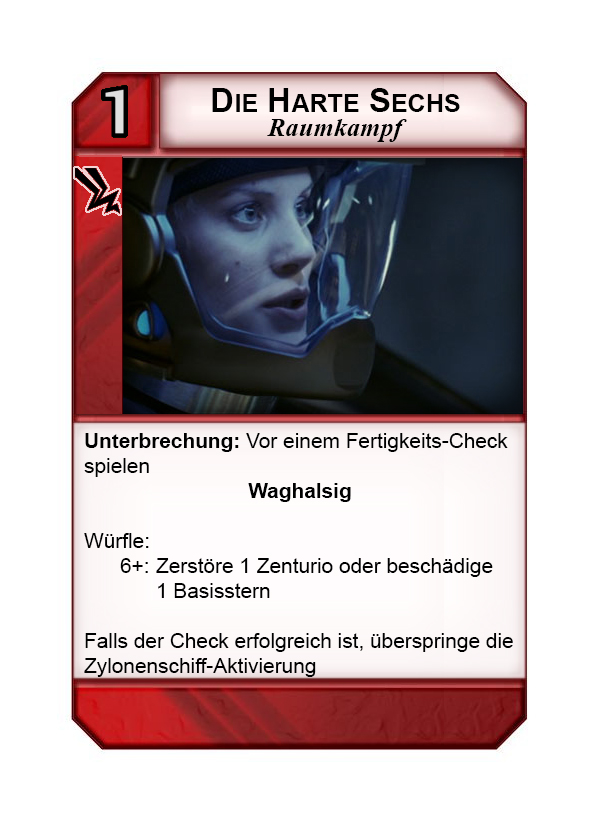 1
Die Harte Sechs
Raumkampf
Unterbrechung: Vor einem Fertigkeits-Check
spielen
Waghalsig
Würfle:
6+: Zerstöre 1 Zenturio oder beschädige
1 Basisstern
Falls der Check erfolgreich ist, überspringe die
Zylonenschiff-Aktivierung